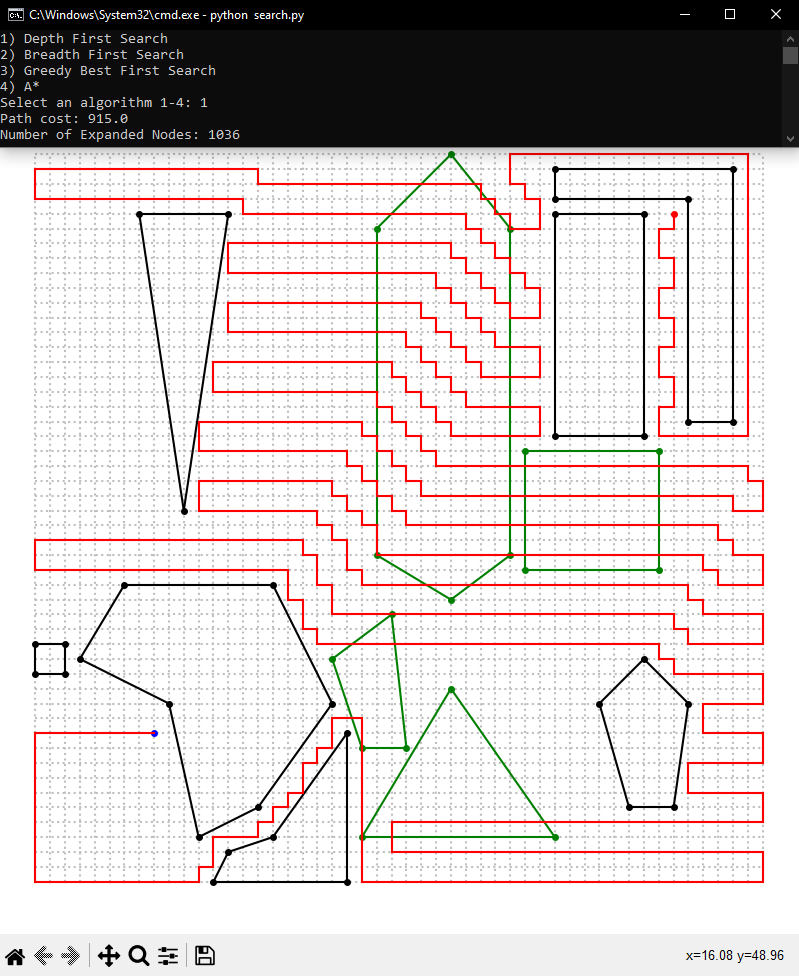 C:\Windows\System32\cmd.exe - python  search.py
1) Depth First Search
2) Breadth First Search
3) Greedy Best First Search
4) A*
Select an algorithm 1-4: 1
Path cost: 915.0
Number of Expanded Nodes: 1036
x=16.08 y=48.96